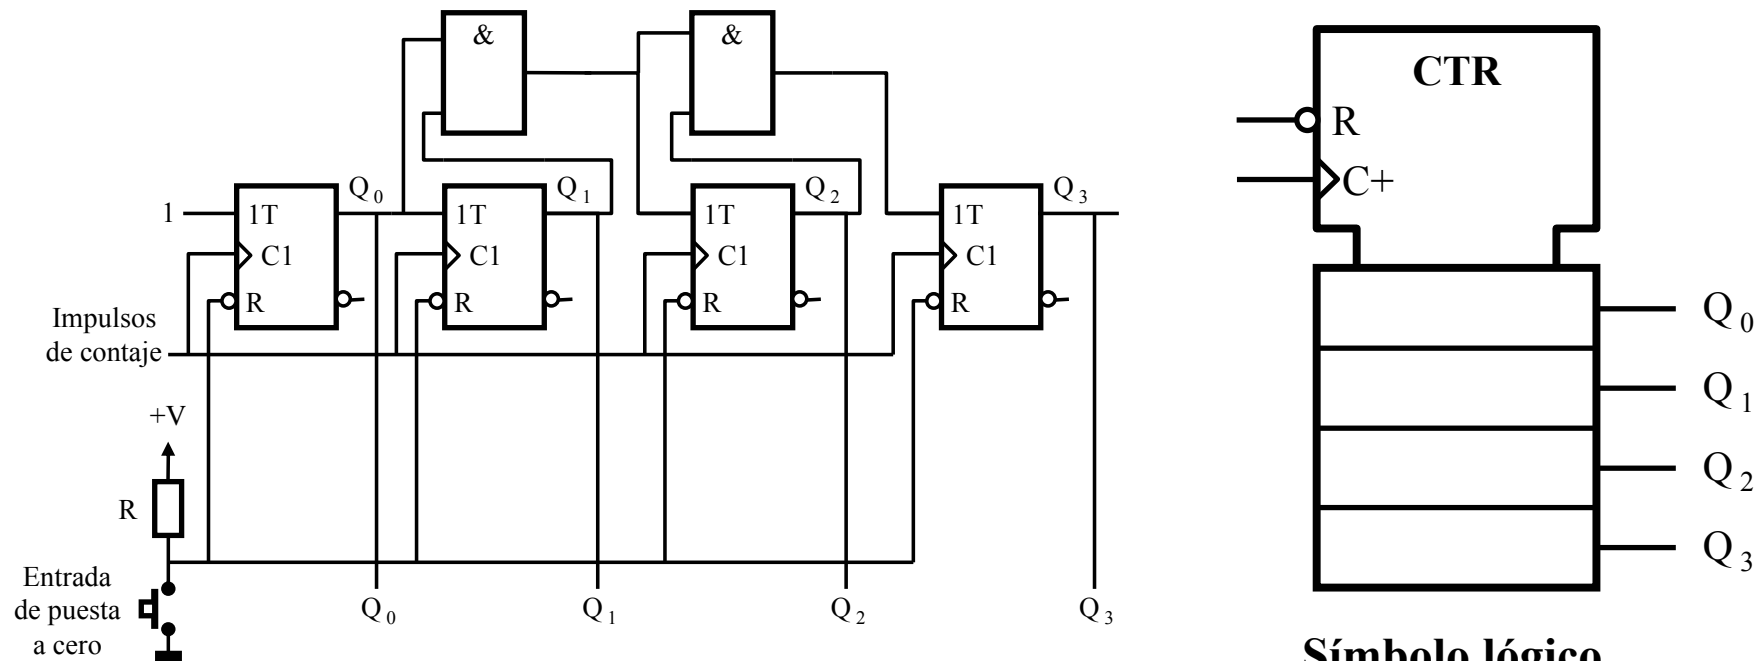 &
&
CTR
R
C+
Q0
Q1
Q2
Q3
1
1T
C1
R
Q0
1T
C1
R
Q1
1T
C1
R
Q2
1T
C1
R
Q3
Impulsos
de contaje
+V
R
Entrada
de puesta
a cero
Q0
Q1
Q2
Q3
Símbolo lógico